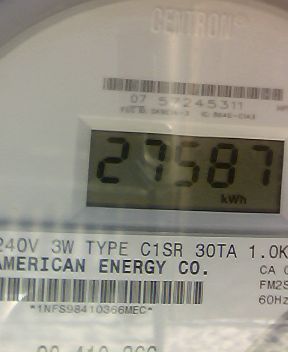 CENTRON®
07 57245311
27587
kWh
240V 3W TYPE C1SR 30TA 1.0K
AMERICAN ENERGY CO.
CA
FM2S
60Hz
*1NFS98410366MEC*